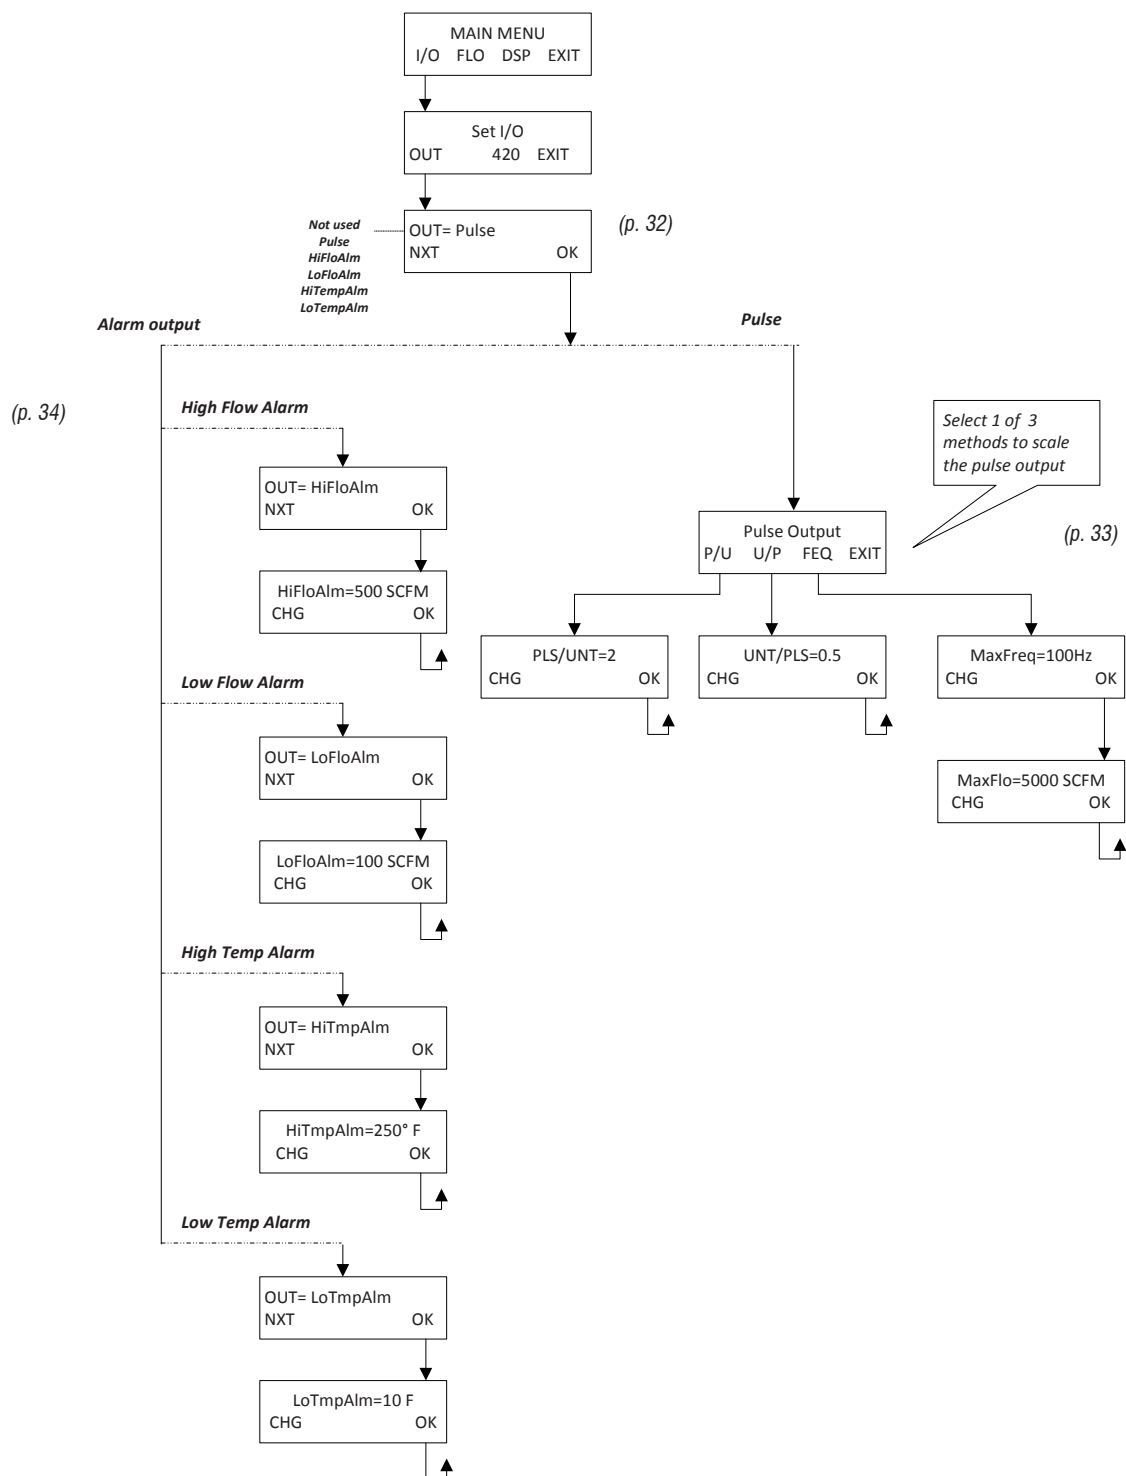 MAIN MENU
I/O FLO DSP EXIT
Set I/O
OUT 420 EXIT
OUT= Pulse
NXT OK
(p. 32)
Not used
Pulse
HiFloAlm
LoFloAlm
HiTempAlm
LoTempAlm
Alarm output
Pulse
(p. 34)
High Flow Alarm
OUT= HiFloAlm
NXT OK
HiFloAlm=500 SCFM
CHG OK
Low Flow Alarm
OUT= LoFloAlm
NXT OK
LoFloAlm=100 SCFM
CHG OK
High Temp Alarm
OUT= HiTmpAlm
NXT OK
HiTmpAlm=250° F
CHG OK
Low Temp Alarm
OUT= LoTmpAlm
NXT OK
LoTmpAlm=10 F
CHG OK
Select 1 of 3
methods to scale
the pulse output
Pulse Output
P/U U/P FEQ EXIT
(p. 33)
PLS/UNT=2
CHG OK
UNT/PLS=0.5
CHG OK
MaxFreq=100Hz
CHG OK
MaxFlo=5000 SCFM
CHG OK